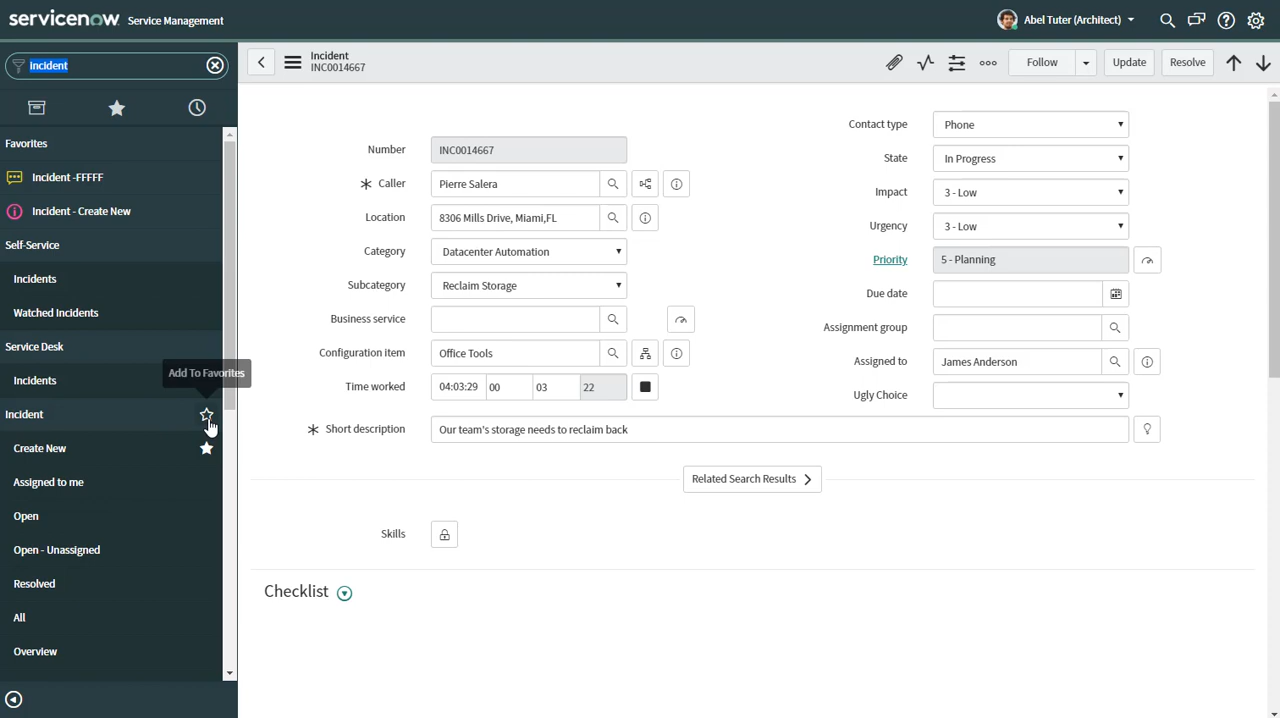 servicenow Service Management
Abel Tuter (Architect)
Incident
Favorites
Incident -FFFFF
Incident - Create New
Self-Service
Incidents
Watched Incidents
Service Desk
Add To Favorites
Incidents
Incident
Create New
Assigned to me
Open
Open - Unassigned
Resolved
All
Overview
Incident
INC0014667
Follow
Update
Resolve
Number INC0014667
Caller Pierre Salera
Location 8306 Mills Drive, Miami,FL
Category Datacenter Automation
Subcategory Reclaim Storage
Business service
Configuration item Office Tools
Time worked 04:03:29 00 03 22
Contact type Phone
State In Progress
Impact 3 - Low
Urgency 3 - Low
Priority 5 - Planning
Due date
Assignment group
Assigned to James Anderson
Ugly Choice
Short description Our team's storage needs to reclaim back
Related Search Results
Skills
Checklist